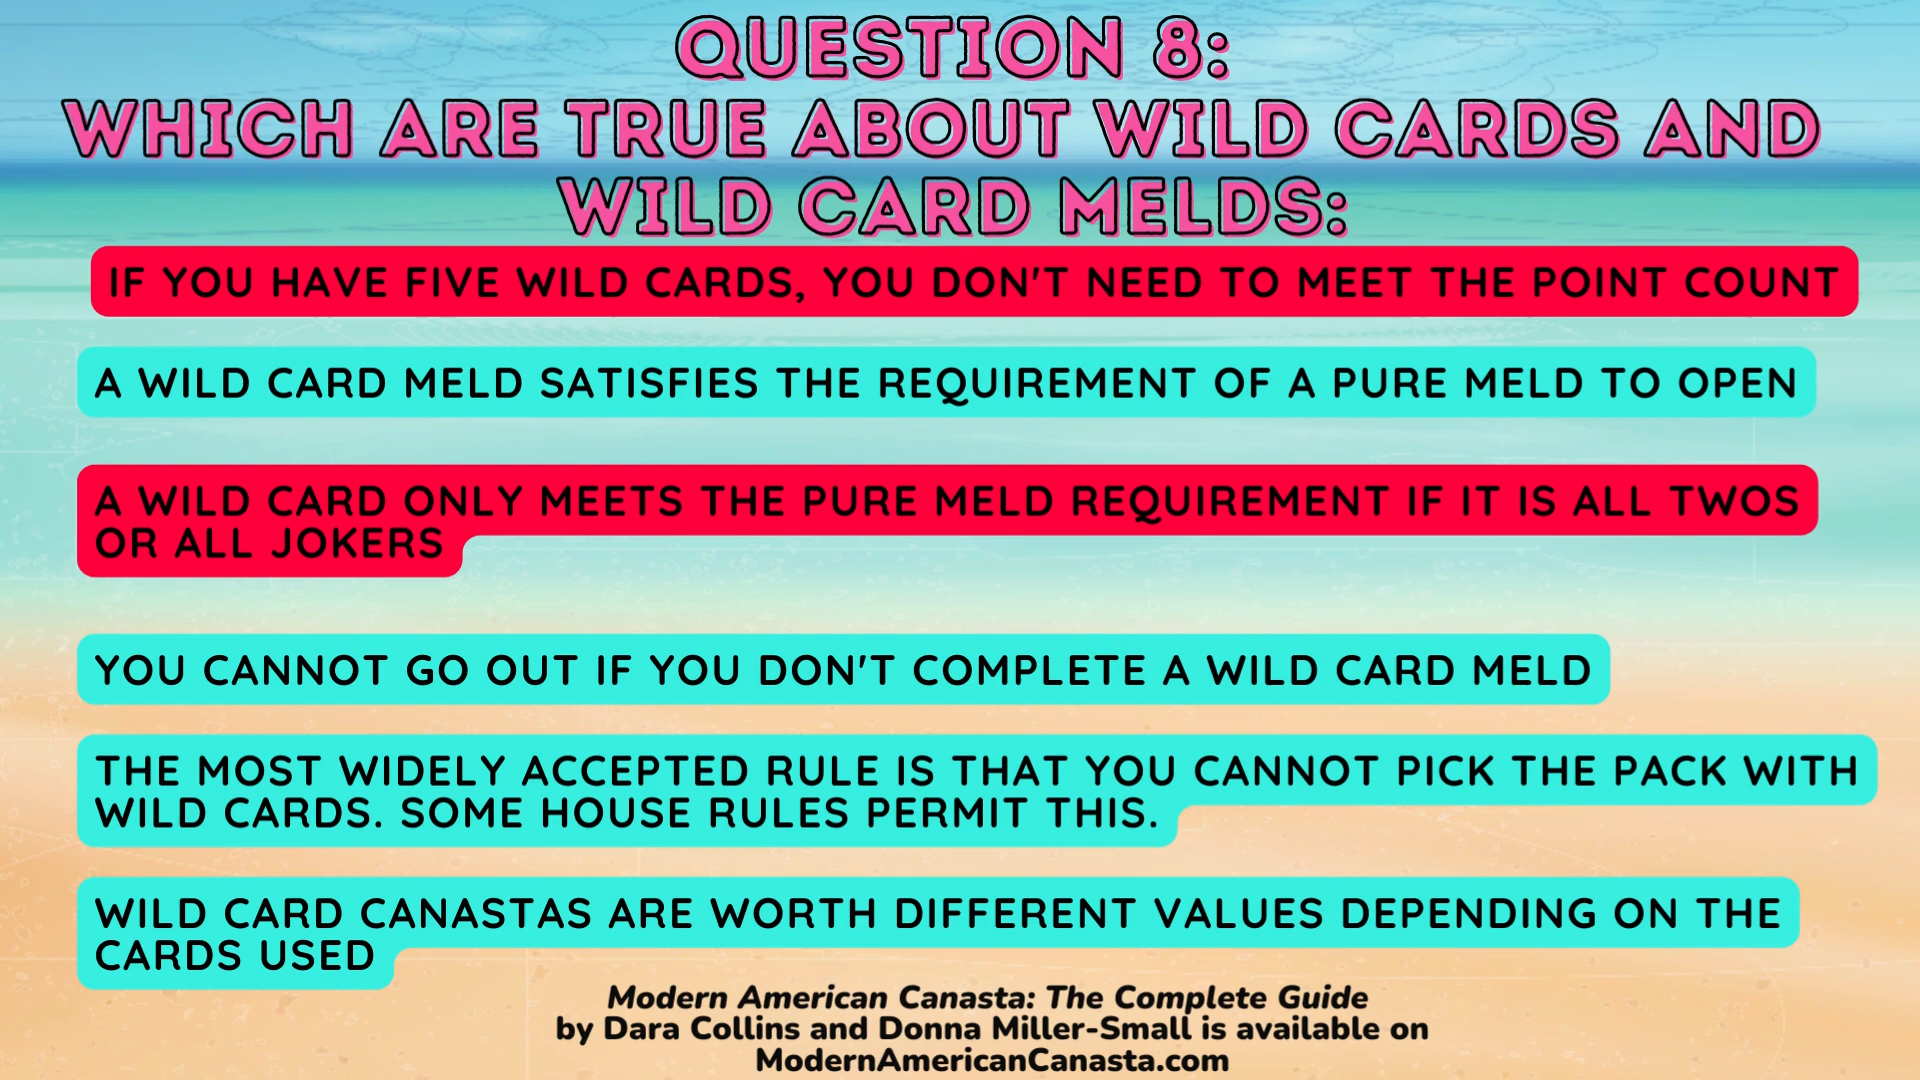 QUESTION 8:
WHICH ARE TRUE ABOUT WILD CARDS AND
WILD CARD MELDS:
IF YOU HAVE FIVE WILD CARDS, YOU DON'T NEED TO MEET THE POINT COUNT
A WILD CARD MELD SATISFIES THE REQUIREMENT OF A PURE MELD TO OPEN
A WILD CARD ONLY MEETS THE PURE MELD REQUIREMENT IF IT IS ALL TWOS
OR ALL JOKERS
YOU CANNOT GO OUT IF YOU DON'T COMPLETE A WILD CARD MELD
THE MOST WIDELY ACCEPTED RULE IS THAT YOU CANNOT PICK THE PACK WITH
WILD CARDS. SOME HOUSE RULES PERMIT THIS.
WILD CARD CANASTAS ARE WORTH DIFFERENT VALUES DEPENDING ON THE
CARDS USED
Modern American Canasta: The Complete Guide
by Dara Collins and Donna Miller-Small is available on
ModernAmericanCanasta.com